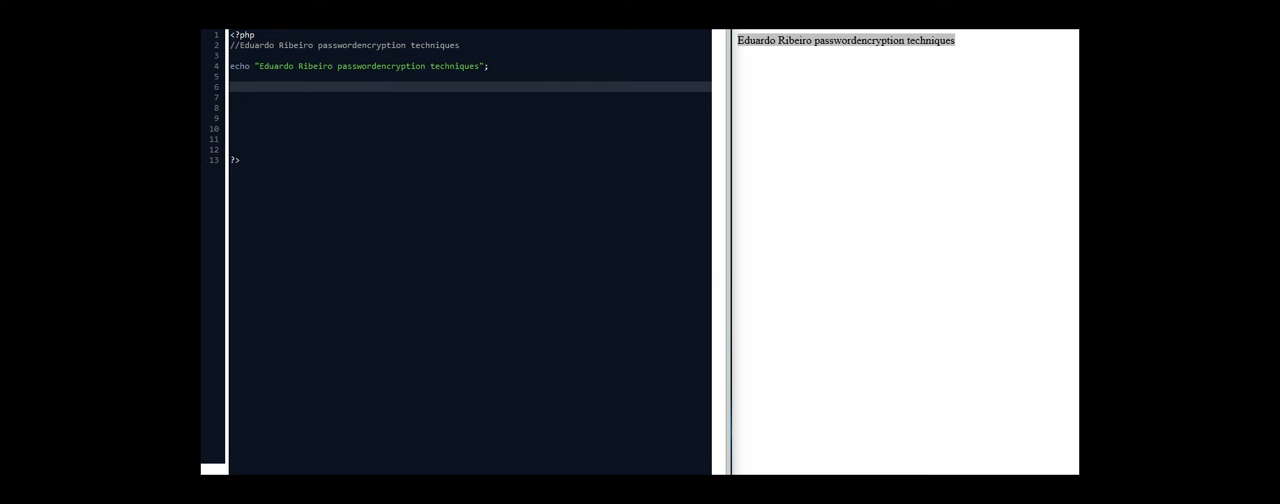 1 <?php
2 //Eduardo Ribeiro passwordencryption techniques
3
4 echo "Eduardo Ribeiro passwordencryption techniques";
5
6
7
8
9
10
11
12
13 ?>
Eduardo Ribeiro passwordencryption techniques